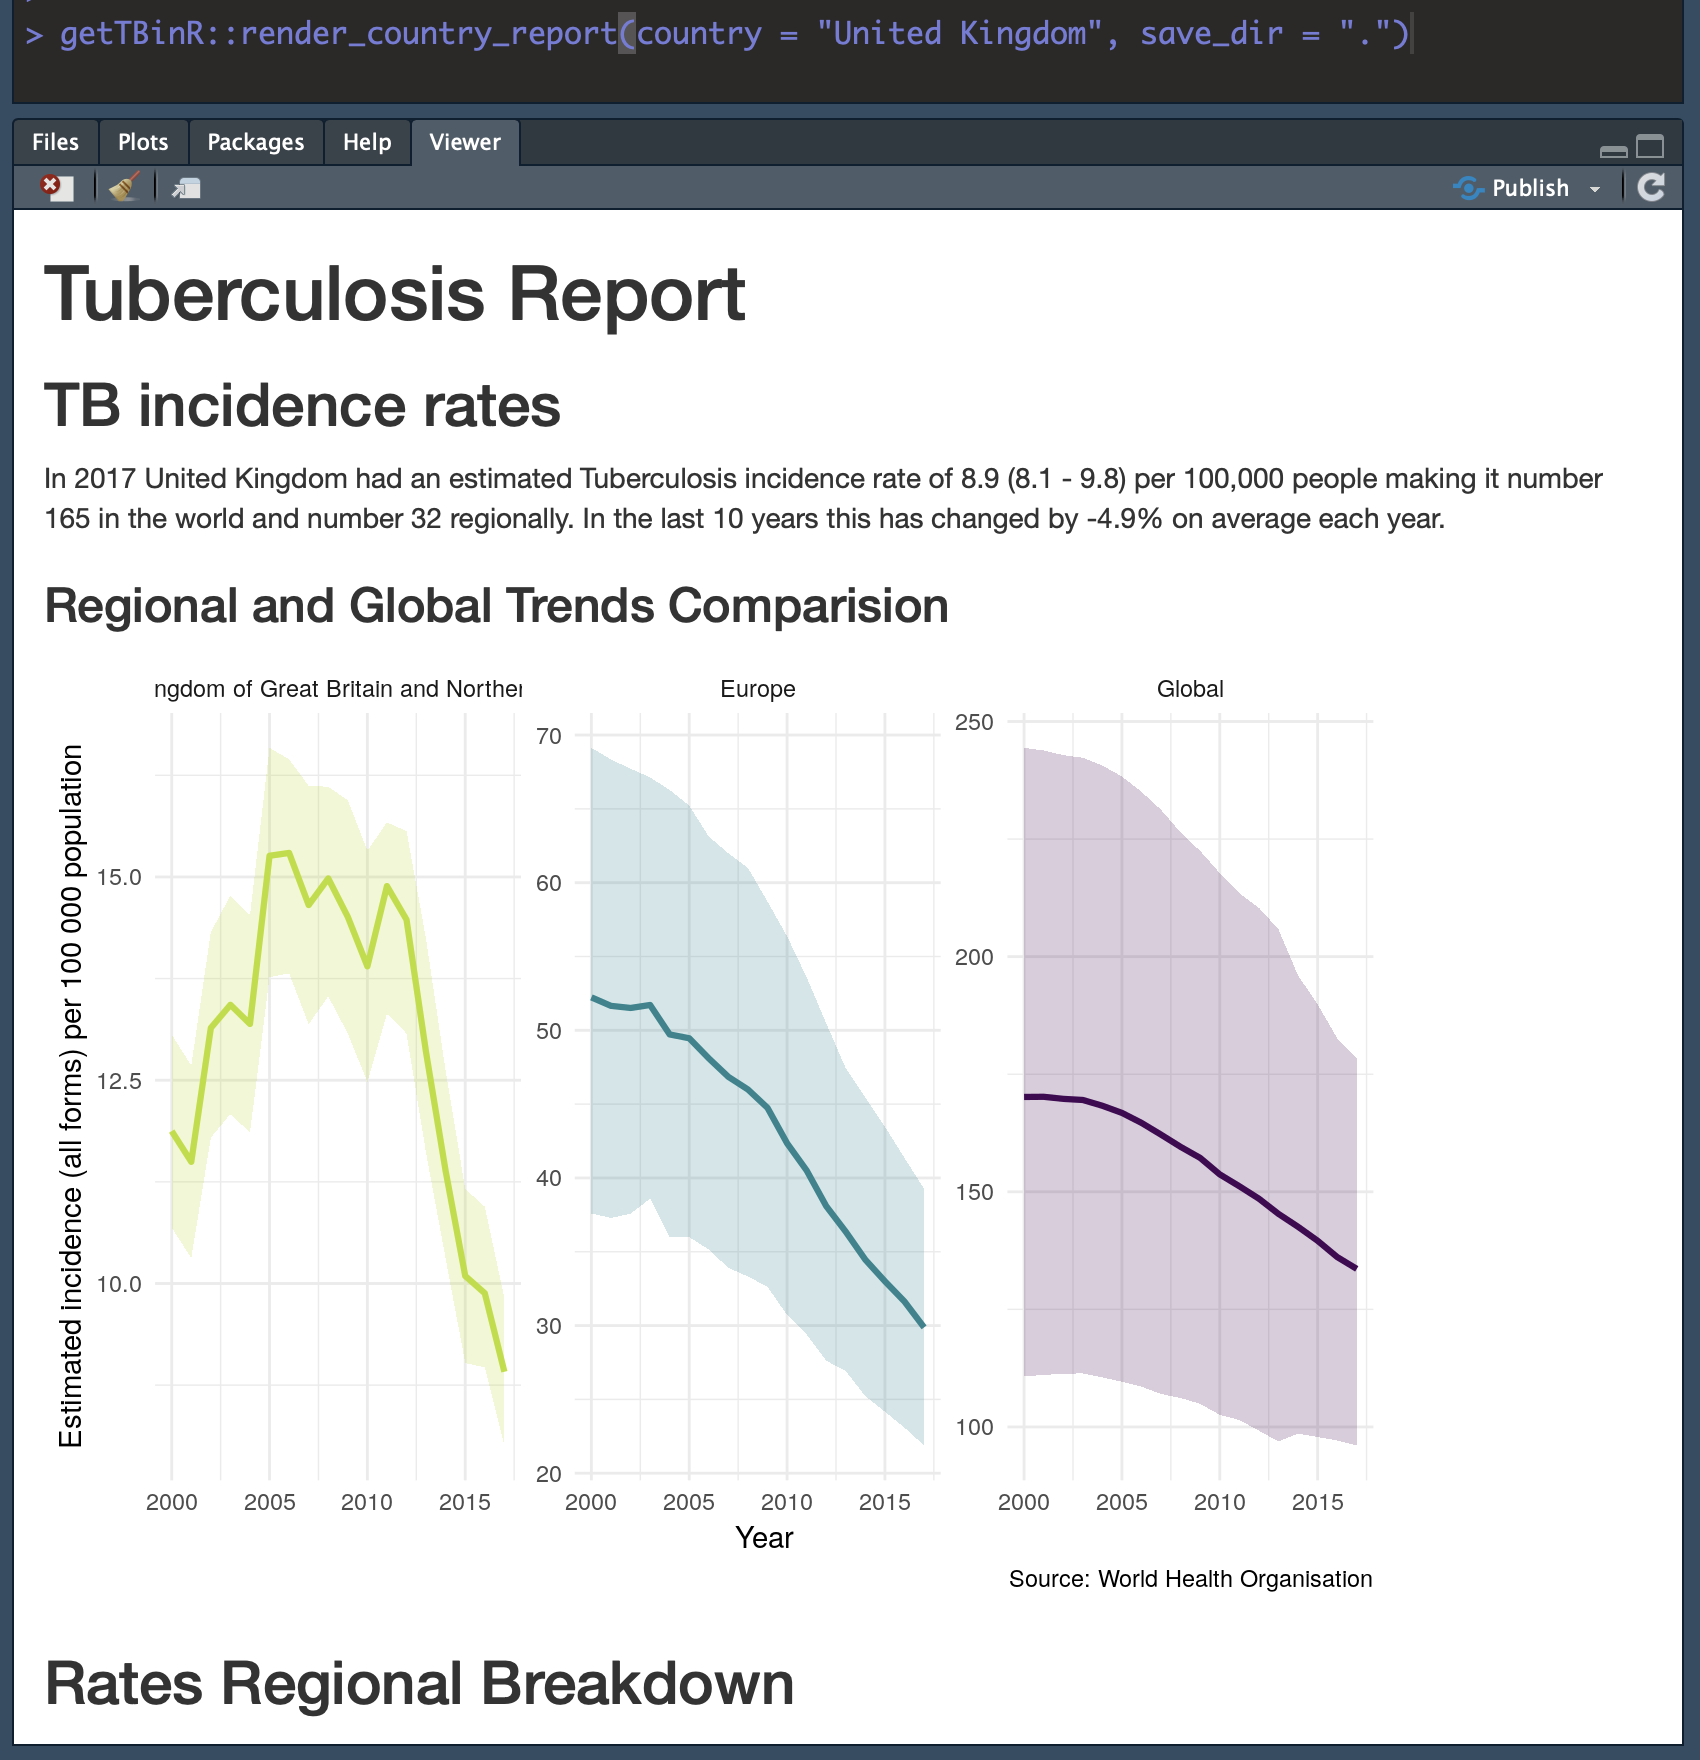 > getTBinR::render_country_report(country = "United Kingdom", save_dir = ".")
Files Plots Packages Help Viewer
Publish
Tuberculosis Report
TB incidence rates
In 2017 United Kingdom had an estimated Tuberculosis incidence rate of 8.9 (8.1 - 9.8) per 100,000 people making it number
165 in the world and number 32 regionally. In the last 10 years this has changed by -4.9% on average each year.
Regional and Global Trends Comparision
ngdom of Great Britain and Norther
Europe
Global
Estimated incidence (all forms) per 100 000 population
15.0
12.5
10.0
70
60
50
40
30
20
250
200
150
100
2000 2005 2010 2015
2000 2005 2010 2015
2000 2005 2010 2015
Year
Source: World Health Organisation
Rates Regional Breakdown